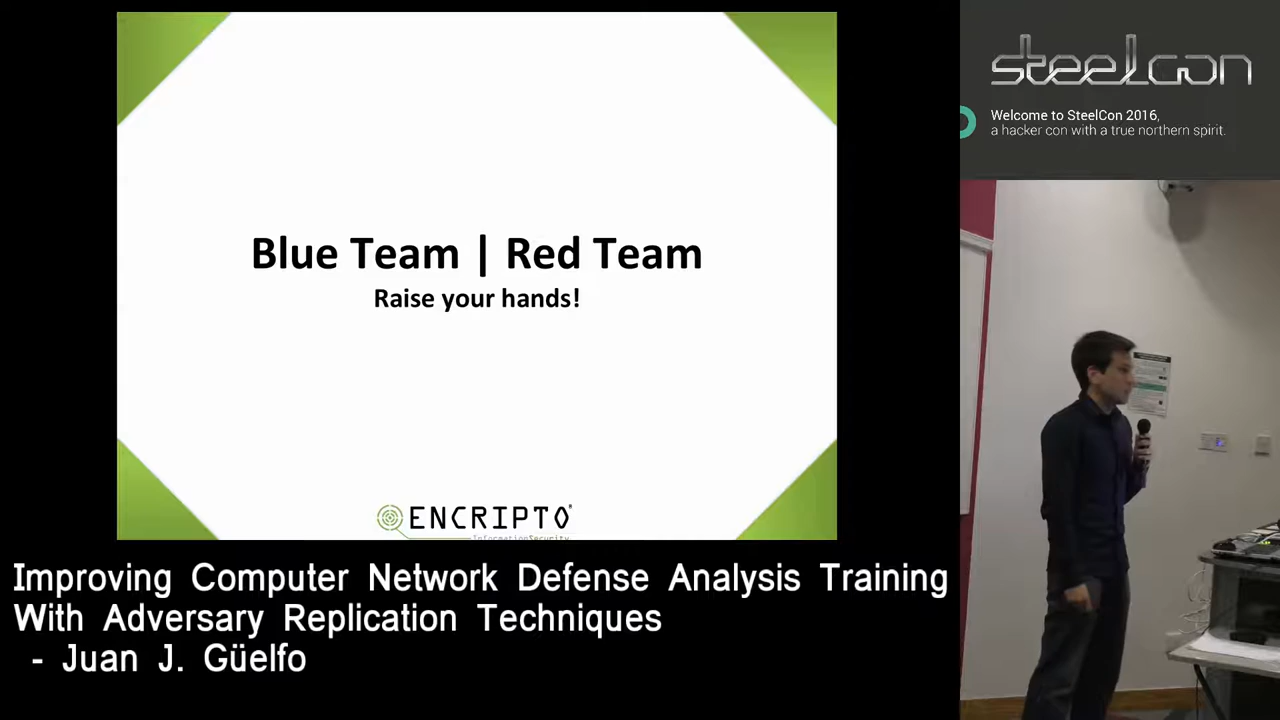 Blue Team | Red Team
Raise your hands!
ENCRIPTO
InformationSecurity
steelcon
Welcome to SteelCon 2016,
a hacker con with a true northern spirit.
Improving Computer Network Defense Analysis Training
With Adversary Replication Techniques
- Juan J. Güelfo